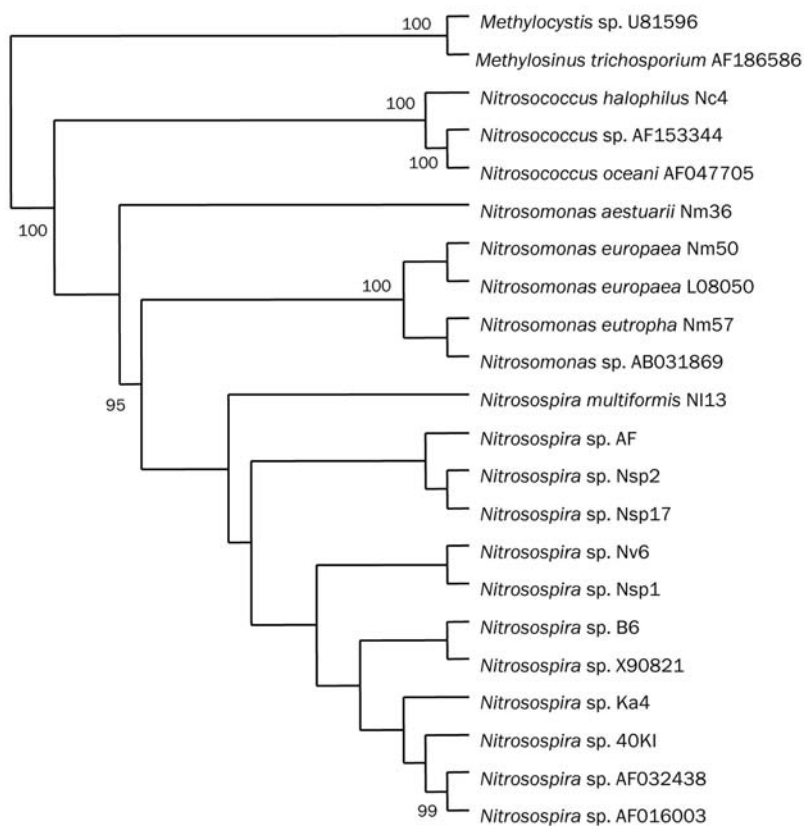 100
Methylocystis sp. U81596
Methylosinus trichosporium AF186586
100
Nitrosococcus halophilus Nc4
Nitrosococcus sp. AF153344
100
Nitrosococcus oceani AF047705
100
Nitrosomonas aestuarii Nm36
Nitrosomonas europaea Nm50
100
Nitrosomonas europaea L08050
Nitrosomonas eutropha Nm57
Nitrosomonas sp. AB031869
95
Nitrosospira multiformis NI13
Nitrosospira sp. AF
Nitrosospira sp. Nsp2
Nitrosospira sp. Nsp17
Nitrosospira sp. Nv6
Nitrosospira sp. Nsp1
Nitrosospira sp. B6
Nitrosospira sp. X90821
Nitrosospira sp. Ka4
Nitrosospira sp. 40KI
Nitrosospira sp. AF032438
99
Nitrosospira sp. AF016003